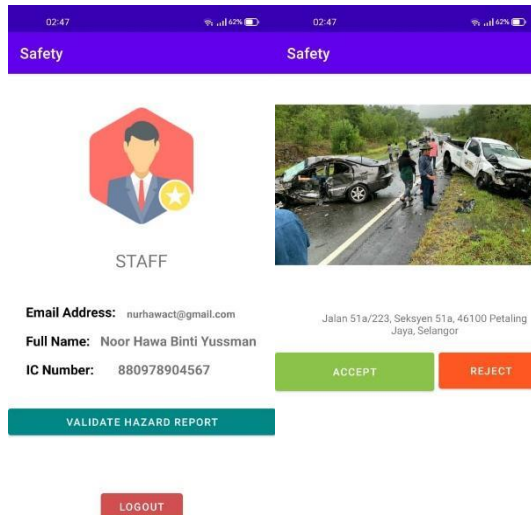 02:47
62%
Safety
STAFF
Email Address: nurhawact@gmail.com
Full Name: Noor Hawa Binti Yussman
IC Number: 880978904567
VALIDATE HAZARD REPORT
LOGOUT
02:47
62%
Safety
Jalan 51a/223, Seksyen 51a, 46100 Petaling
Jaya, Selangor
ACCEPT
REJECT